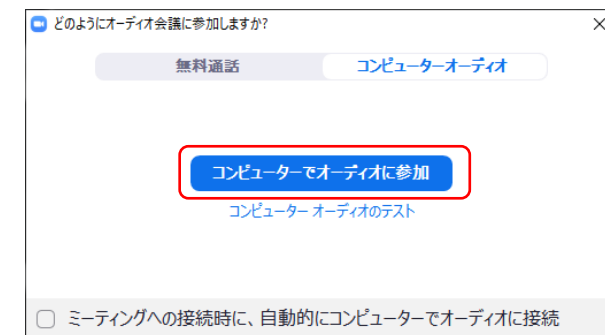 どのようにオーディオ会議に参加しますか?
無料通話 コンピューターオーディオ
コンピューターでオーディオに参加
コンピューター オーディオのテスト
ミーティングへの接続時に、自動的にコンピューターでオーディオに接続